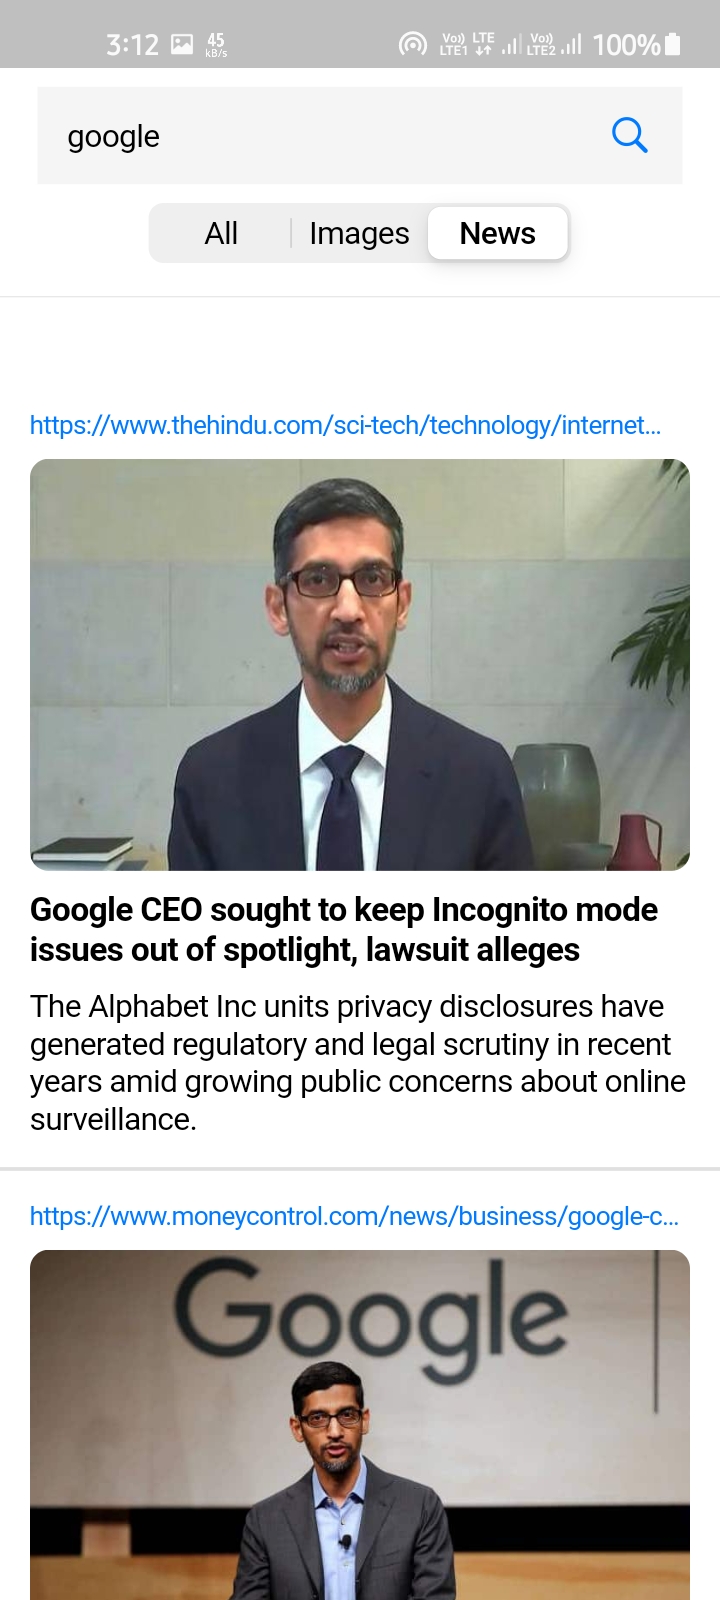 3:12 45 kB/s Vo)) LTE1 LTE Vo)) LTE2 100%
google
All Images News
https://www.thehindu.com/sci-tech/technology/internet...
Google CEO sought to keep Incognito mode
issues out of spotlight, lawsuit alleges
The Alphabet Inc units privacy disclosures have
generated regulatory and legal scrutiny in recent
years amid growing public concerns about online
surveillance.
https://www.moneycontrol.com/news/business/google-c...
Google